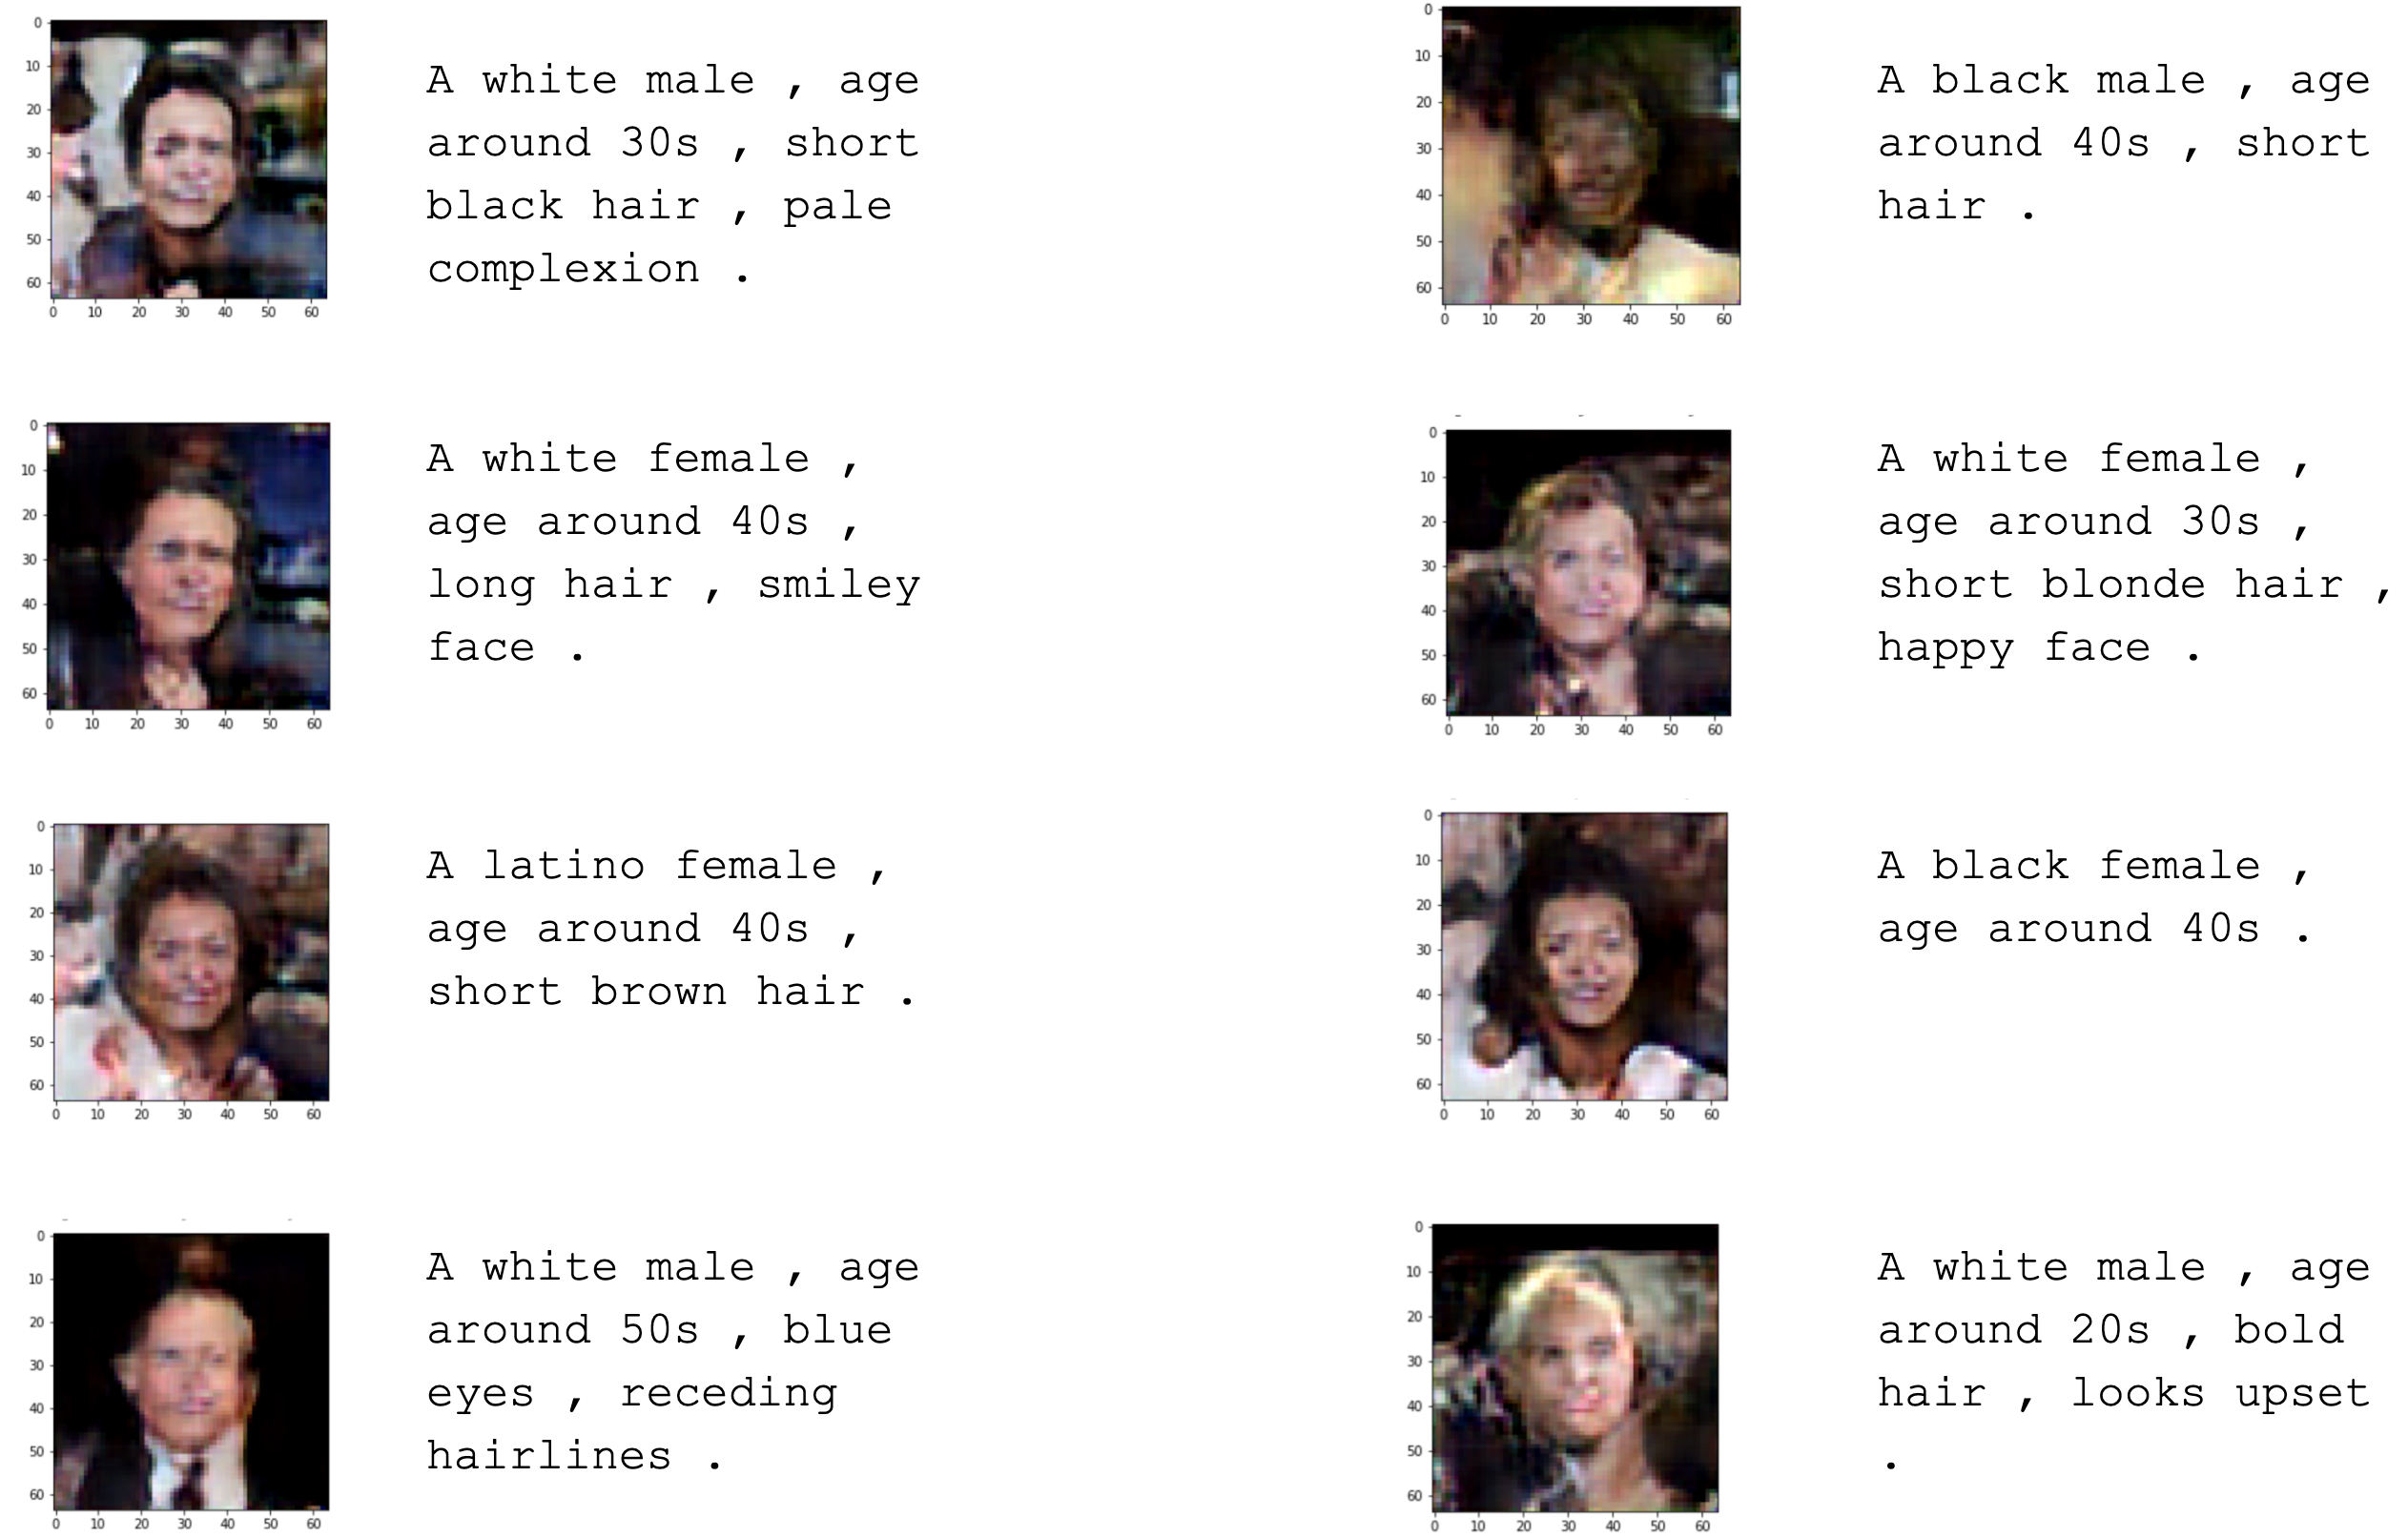 A white male , age
around 30s , short
black hair , pale
complexion .
A black male , age
around 40s , short
hair .
A white female ,
age around 40s ,
long hair , smiley
face .
A white female ,
age around 30s ,
short blonde hair ,
happy face .
A latino female ,
age around 40s ,
short brown hair .
A black female ,
age around 40s .
A white male , age
around 50s , blue
eyes , receding
hairlines .
A white male , age
around 20s , bold
hair , looks upset
.
0
10
20
30
40
50
60
0 10 20 30 40 50 60
0
10
20
30
40
50
60
0 10 20 30 40 50 60
0
10
20
30
40
50
60
0 10 20 30 40 50 60
0
10
20
30
40
50
60
0 10 20 30 40 50 60
0
10
20
30
40
50
60
0 10 20 30 40 50 60
0
10
20
30
40
50
60
0 10 20 30 40 50 60
0
10
20
30
40
50
60
0 10 20 30 40 50 60
0
10
20
30
40
50
60
0 10 20 30 40 50 60